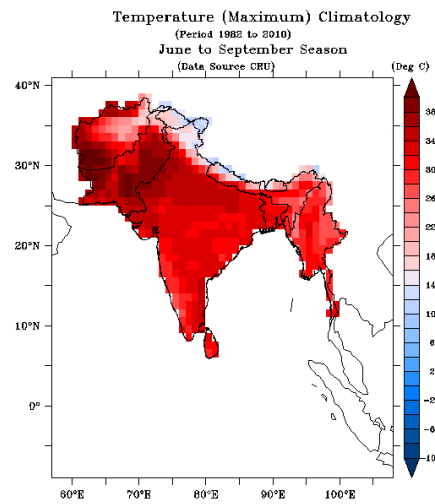 Temperature (Maximum) Climatology
(Period 1982 to 2010)
June to September Season
(Data Source CRU)
(Deg C)
40°N
30°N
20°N
10°N
0°
60°E
70°E
80°E
90°E
100°E
38
34
30
26
22
18
14
10
6
2
-2
-6
-10